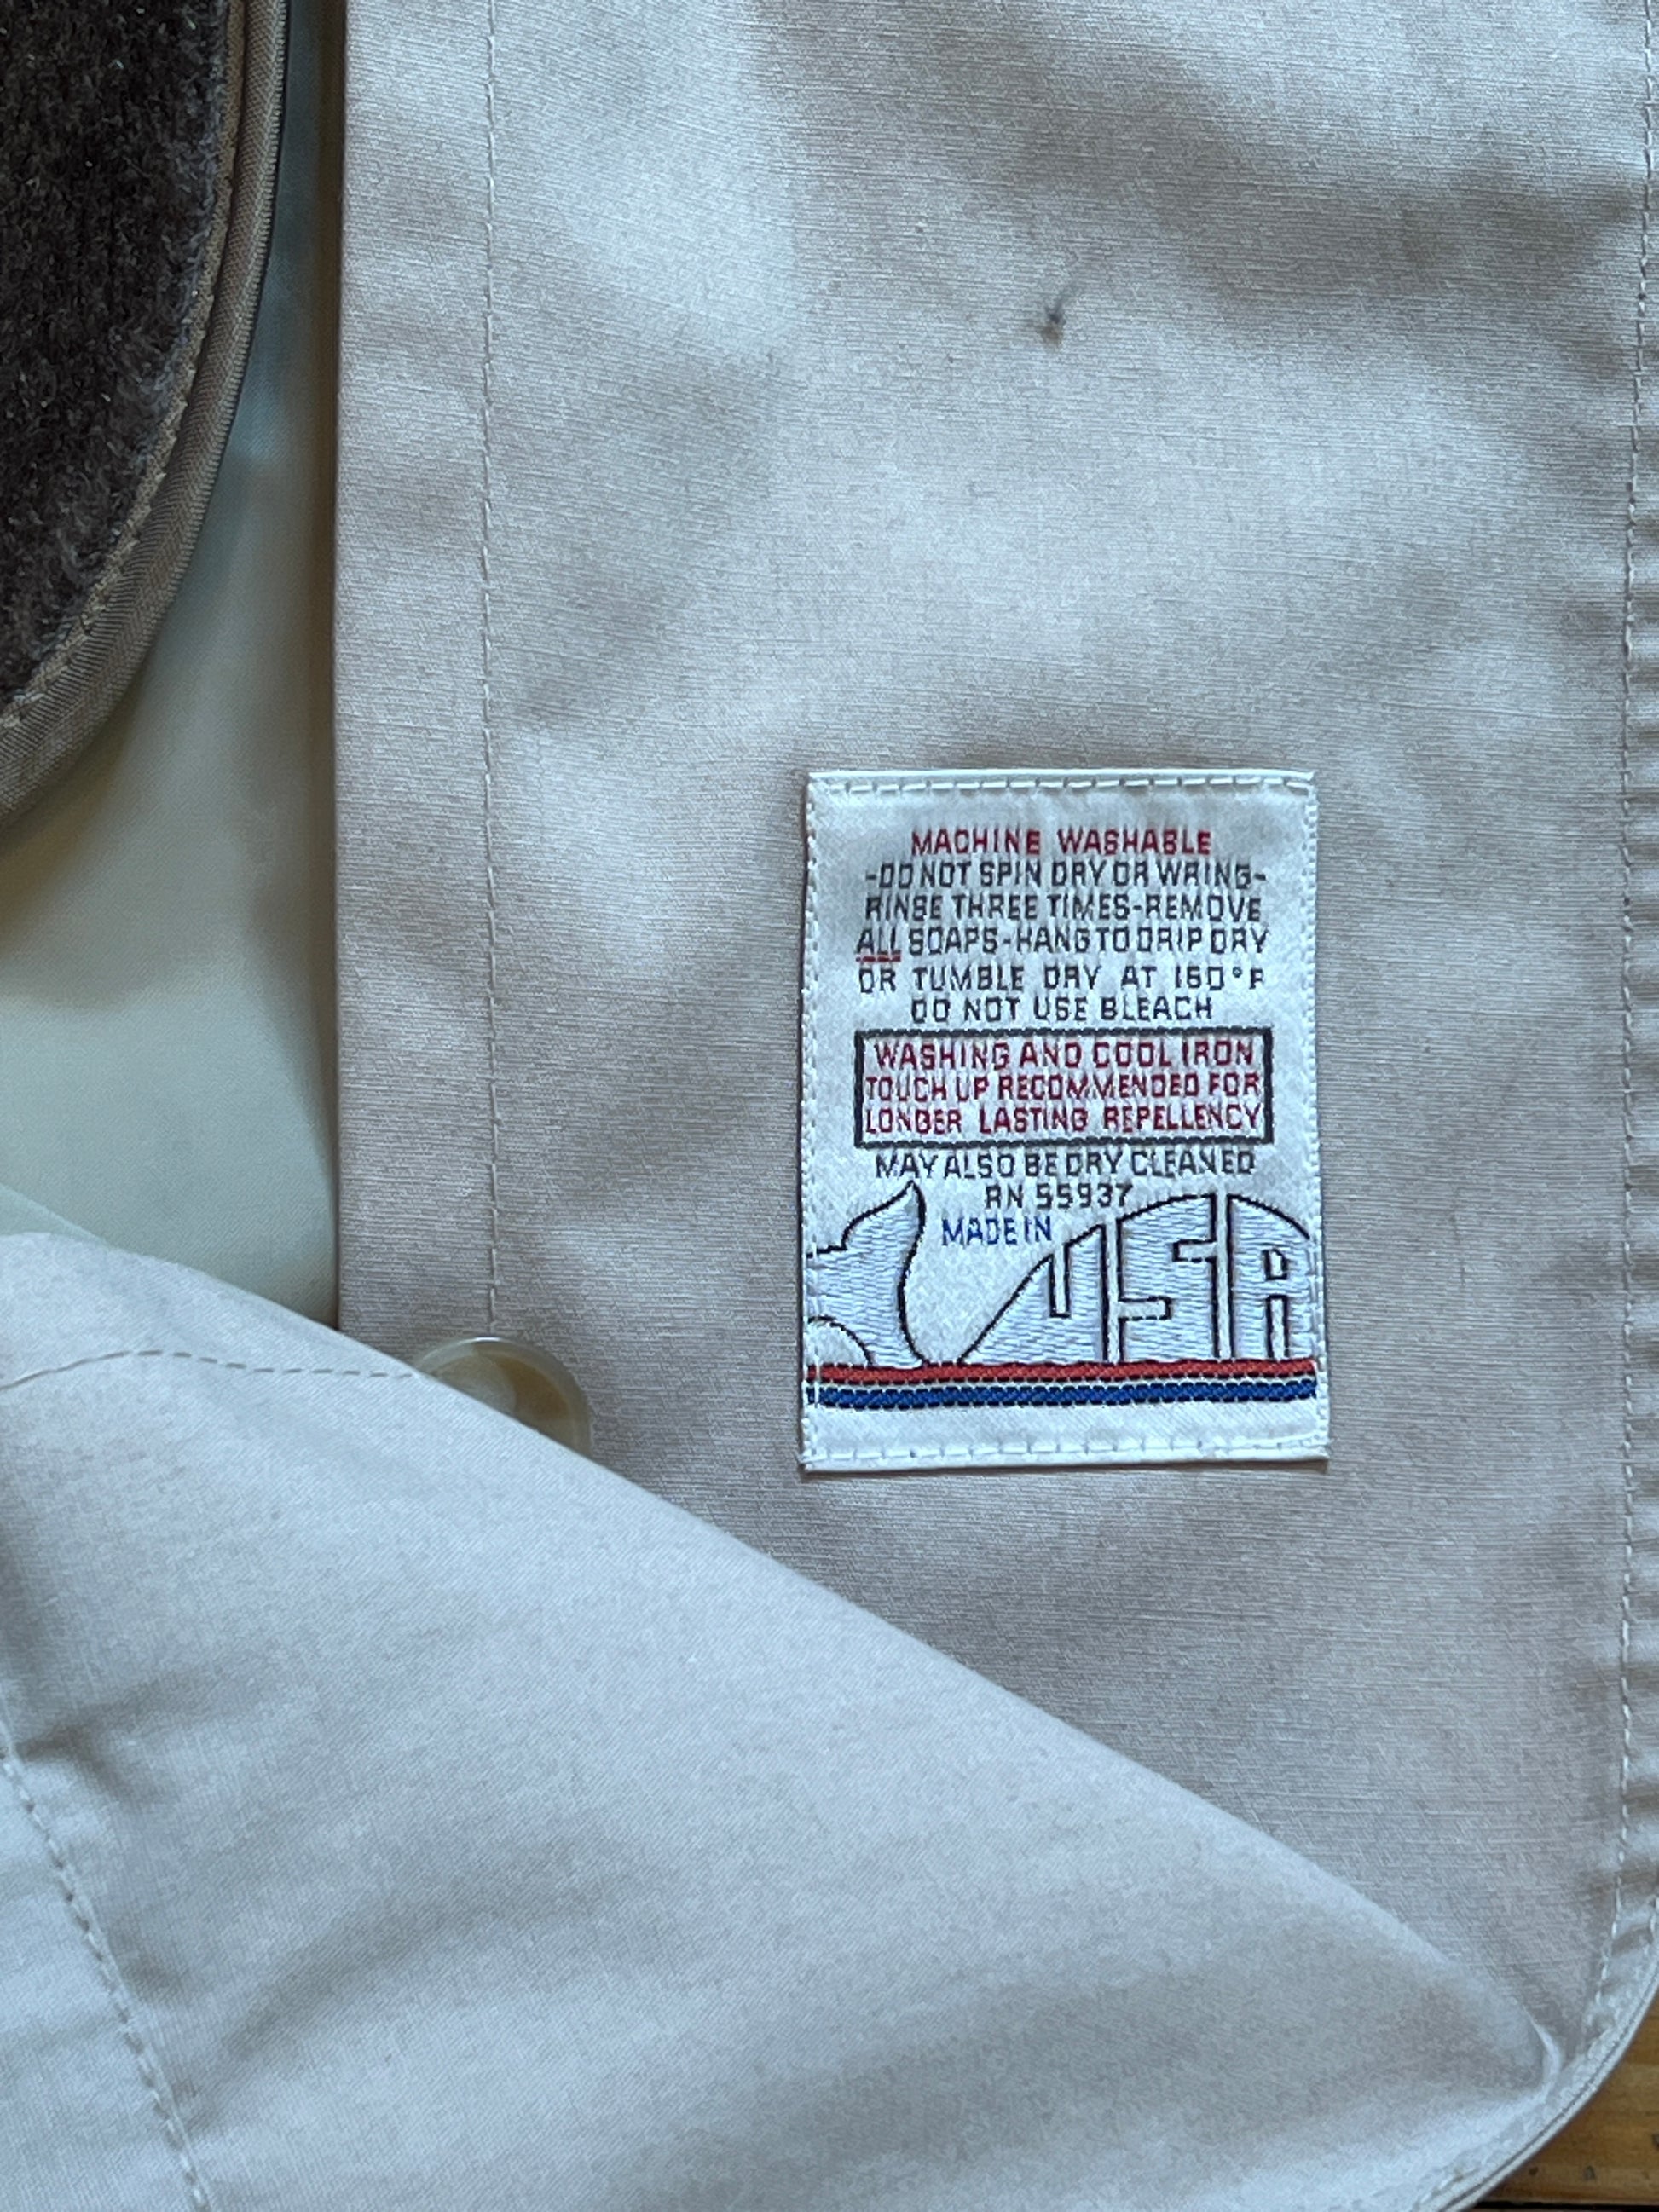 MACHINE WASHABLE
-DO NOT SPIN DRY OR WRING-
RINSE THREE TIMES-REMOVE
ALL SOAPS-HANG TO DRIP DRY
OR TUMBLE DRY AT 160°F
DO NOT USE BLEACH
WASHING AND COOL IRON
TOUCH UP RECOMMENDED FOR
LONGER LASTING REPELLENCY
MAY ALSO BE DRY CLEANED
RN 55937
MADE IN
USA